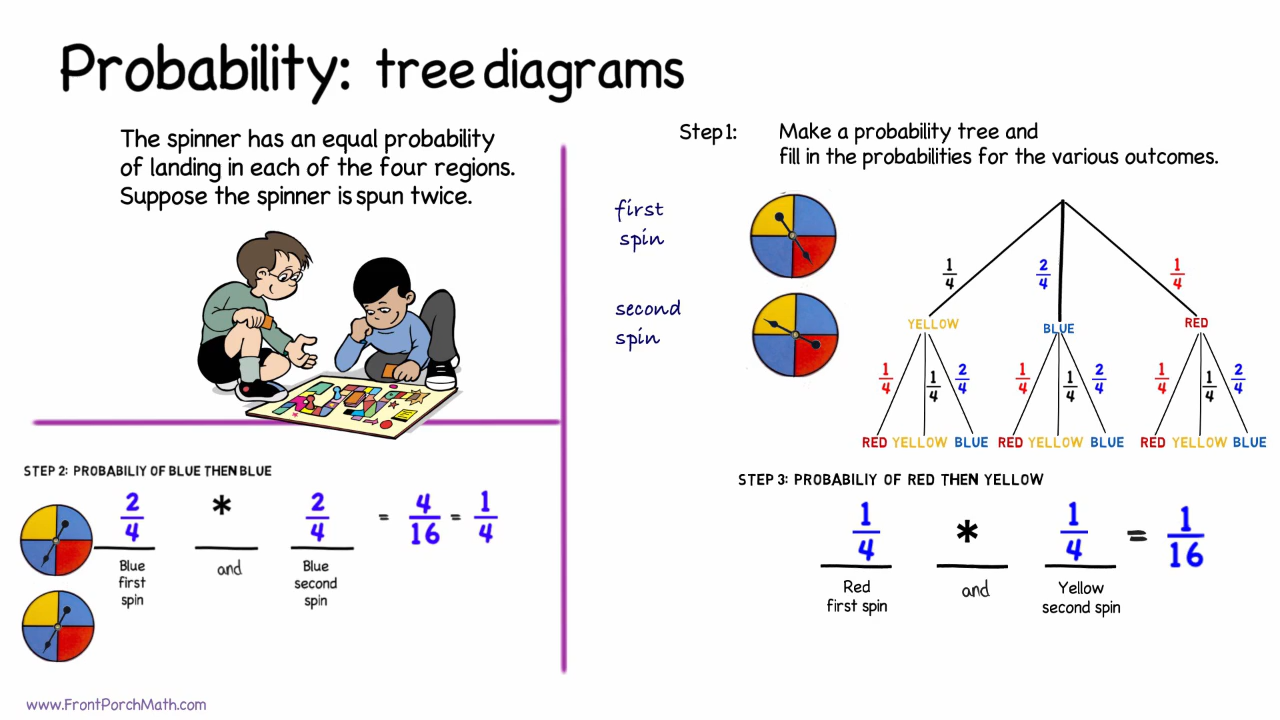 Probability: tree diagrams
The spinner has an equal probability
of landing in each of the four regions.
Suppose the spinner is spun twice.
Step 1: Make a probability tree and
fill in the probabilities for the various outcomes.
first
spin
second
spin
1/4 2/4 1/4
YELLOW BLUE RED
1/4 1/4 2/4 1/4 1/4 2/4 1/4 1/4 2/4
RED YELLOW BLUE RED YELLOW BLUE RED YELLOW BLUE
STEP 2: PROBABILIY OF BLUE THEN BLUE
2/4 * 2/4 = 4/16 = 1/4
Blue and Blue
first second
spin spin
STEP 3: PROBABILIY OF RED THEN YELLOW
1/4 * 1/4 = 1/16
Red and Yellow
first spin second spin
www.FrontPorchMath.com